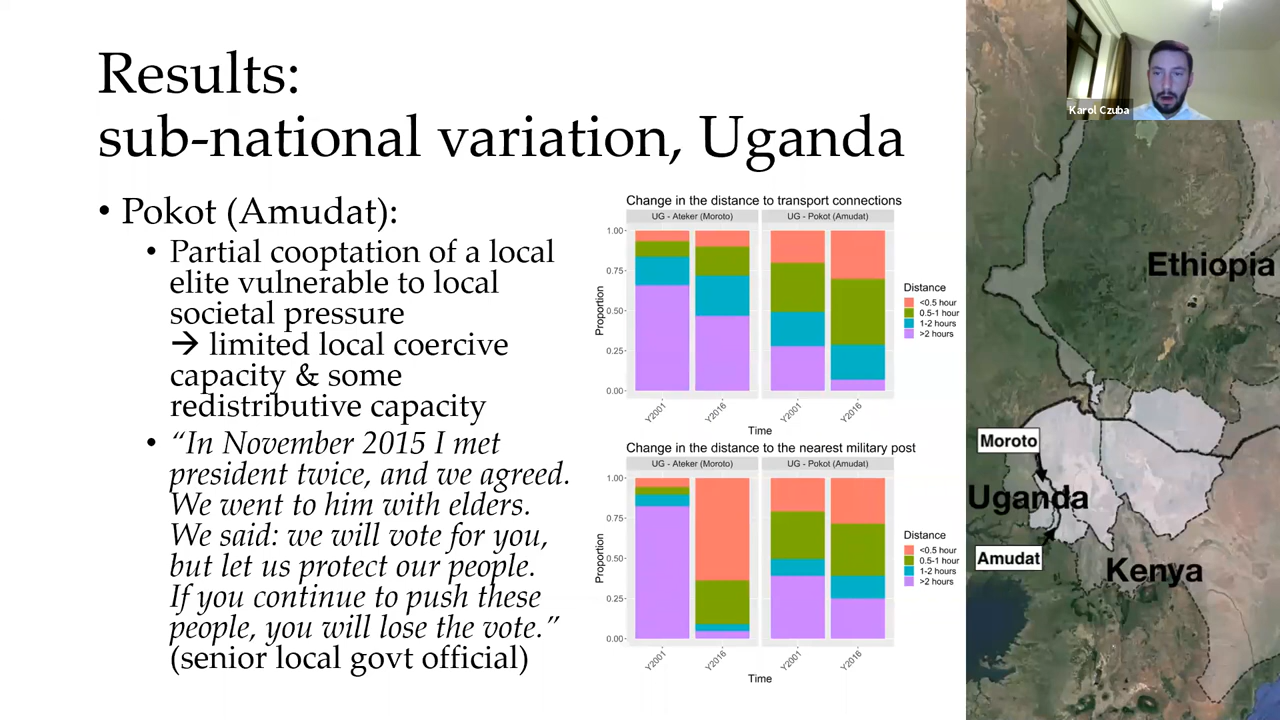 Results:
sub-national variation, Uganda
• Pokot (Amudat):
• Partial cooptation of a local
elite vulnerable to local
societal pressure
→ limited local coercive
capacity & some
redistributive capacity
• “In November 2015 I met
president twice, and we agreed.
We went to him with elders.
We said: we will vote for you,
but let us protect our people.
If you continue to push these
people, you will lose the vote.”
(senior local govt official)
Change in the distance to transport connections
UG - Ateker (Moroto)
UG - Pokot (Amudat)
1.00
0.75
0.50
0.25
0.00
Proportion
Y2001
Y2016
Y2001
Y2016
Time
Distance
<0.5 hour
0.5-1 hour
1-2 hours
>2 hours
Change in the distance to the nearest military post
UG - Ateker (Moroto)
UG - Pokot (Amudat)
1.00
0.75
0.50
0.25
0.00
Proportion
Y2001
Y2016
Y2001
Y2016
Time
Distance
<0.5 hour
0.5-1 hour
1-2 hours
>2 hours
Karol Czuba
Ethiopia
Moroto
Uganda
Amudat
Kenya